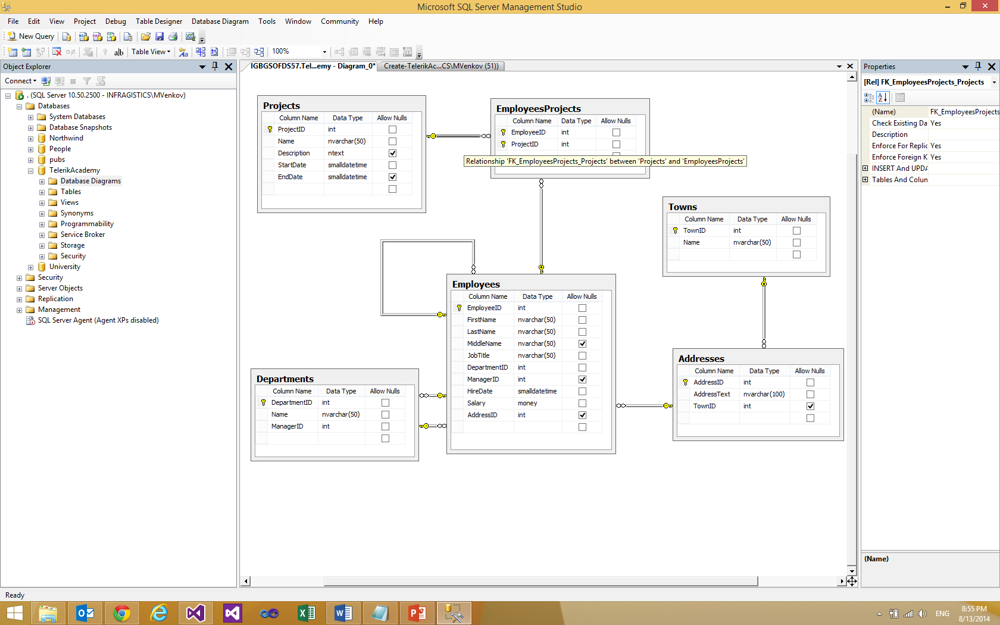 Microsoft SQL Server Management Studio
File Edit View Project Debug Table Designer Database Diagram Tools Window Community Help
New Query
ab Table View 100%
Object Explorer
Connect
. (SQL Server 10.50.2500 - INFRAGISTICS\MVenkov)
Databases
System Databases
Database Snapshots
Northwind
People
pubs
TelerikAcademy
Database Diagrams
Tables
Views
Synonyms
Programmability
Service Broker
Storage
Security
University
Security
Server Objects
Replication
Management
SQL Server Agent (Agent XPs disabled)
IGBGSOFDS57.Tel...emy - Diagram_0* Create-TelerikAc...CS\MVenkov (51))
Projects
Column Name Data Type Allow Nulls
ProjectID int
Name nvarchar(50)
Description ntext
StartDate smalldatetime
EndDate smalldatetime
EmployeesProjects
Column Name Data Type Allow Nulls
EmployeeID int
ProjectID int
Relationship 'FK_EmployeesProjects_Projects' between 'Projects' and 'EmployeesProjects'
Towns
Column Name Data Type Allow Nulls
TownID int
Name nvarchar(50)
Employees
Column Name Data Type Allow Nulls
EmployeeID int
FirstName nvarchar(50)
LastName nvarchar(50)
MiddleName nvarchar(50)
JobTitle nvarchar(50)
DepartmentID int
ManagerID int
HireDate smalldatetime
Salary money
AddressID int
Departments
Column Name Data Type Allow Nulls
DepartmentID int
Name nvarchar(50)
ManagerID int
Addresses
Column Name Data Type Allow Nulls
AddressID int
AddressText nvarchar(100)
TownID int
Properties
[Rel] FK_EmployeesProjects_Projects
(Name) FK_EmployeesProjects
Check Existing Da Yes
Description
Enforce For Replic Yes
Enforce Foreign K Yes
INSERT And UPDA
Tables And Colun
(Name)
Ready
ENG
8:55 PM
8/13/2014